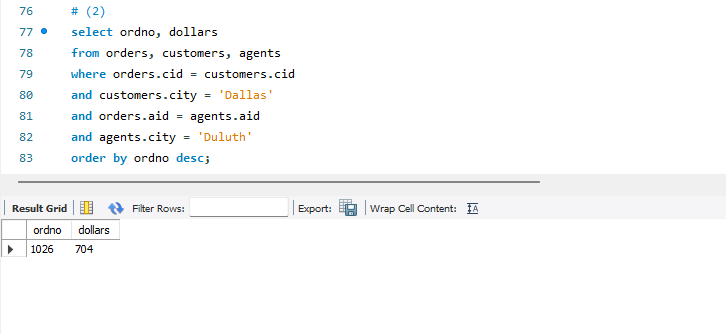 76 # (2)
77 select ordno, dollars
78 from orders, customers, agents
79 where orders.cid = customers.cid
80 and customers.city = 'Dallas'
81 and orders.aid = agents.aid
82 and agents.city = 'Duluth'
83 order by ordno desc;
Result Grid Filter Rows: Export: Wrap Cell Content: IA
ordno dollars
1026 704